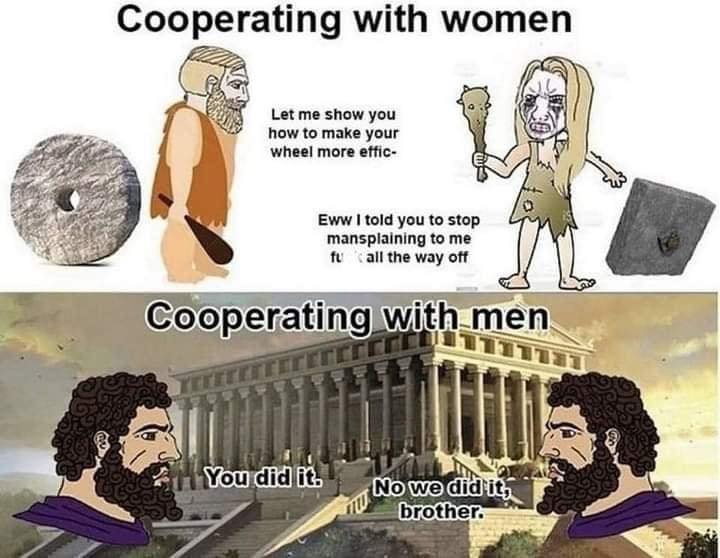 Cooperating with women
Let me show you
how to make your
wheel more effic-
Eww I told you to stop
mansplaining to me
fu k all the way off
Cooperating with men
You did it.
No we did it,
brother.